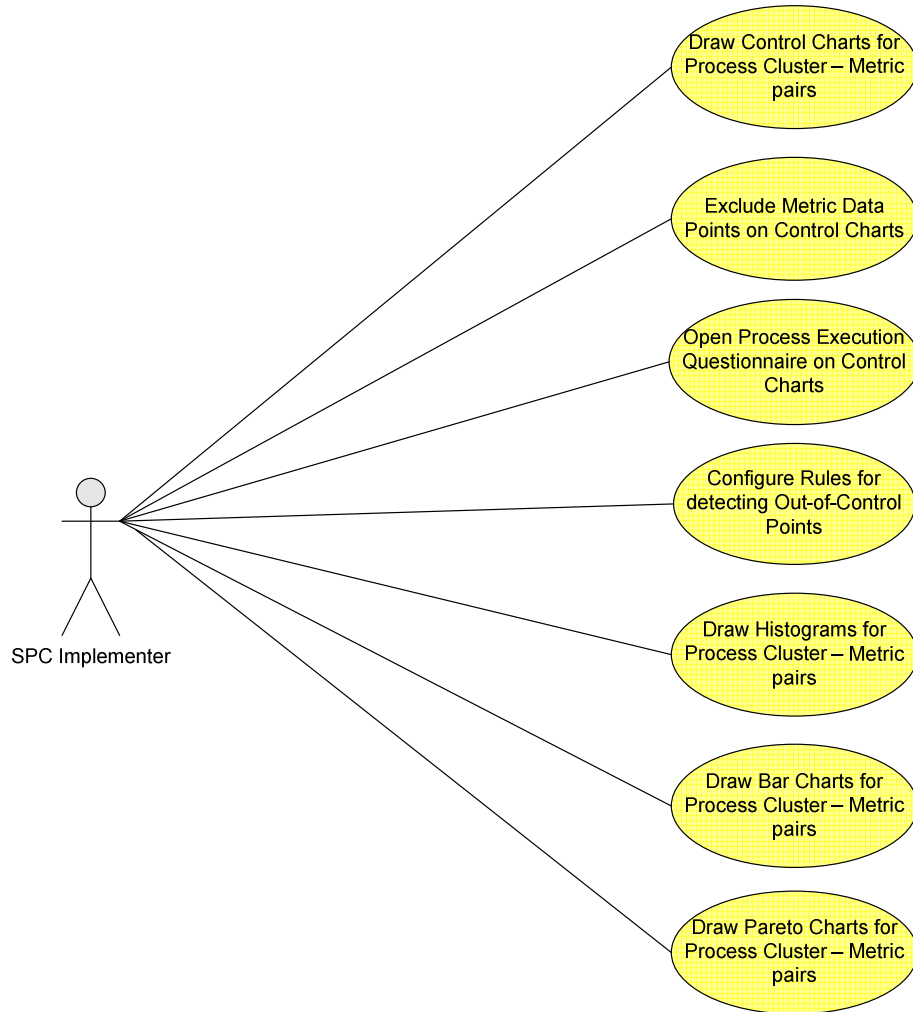 Draw Control Charts for
Process Cluster – Metric
pairs
Exclude Metric Data
Points on Control Charts
Open Process Execution
Questionnaire on Control
Charts
Configure Rules for
detecting Out-of-Control
Points
SPC Implementer
Draw Histograms for
Process Cluster – Metric
pairs
Draw Bar Charts for
Process Cluster – Metric
pairs
Draw Pareto Charts for
Process Cluster – Metric
pairs